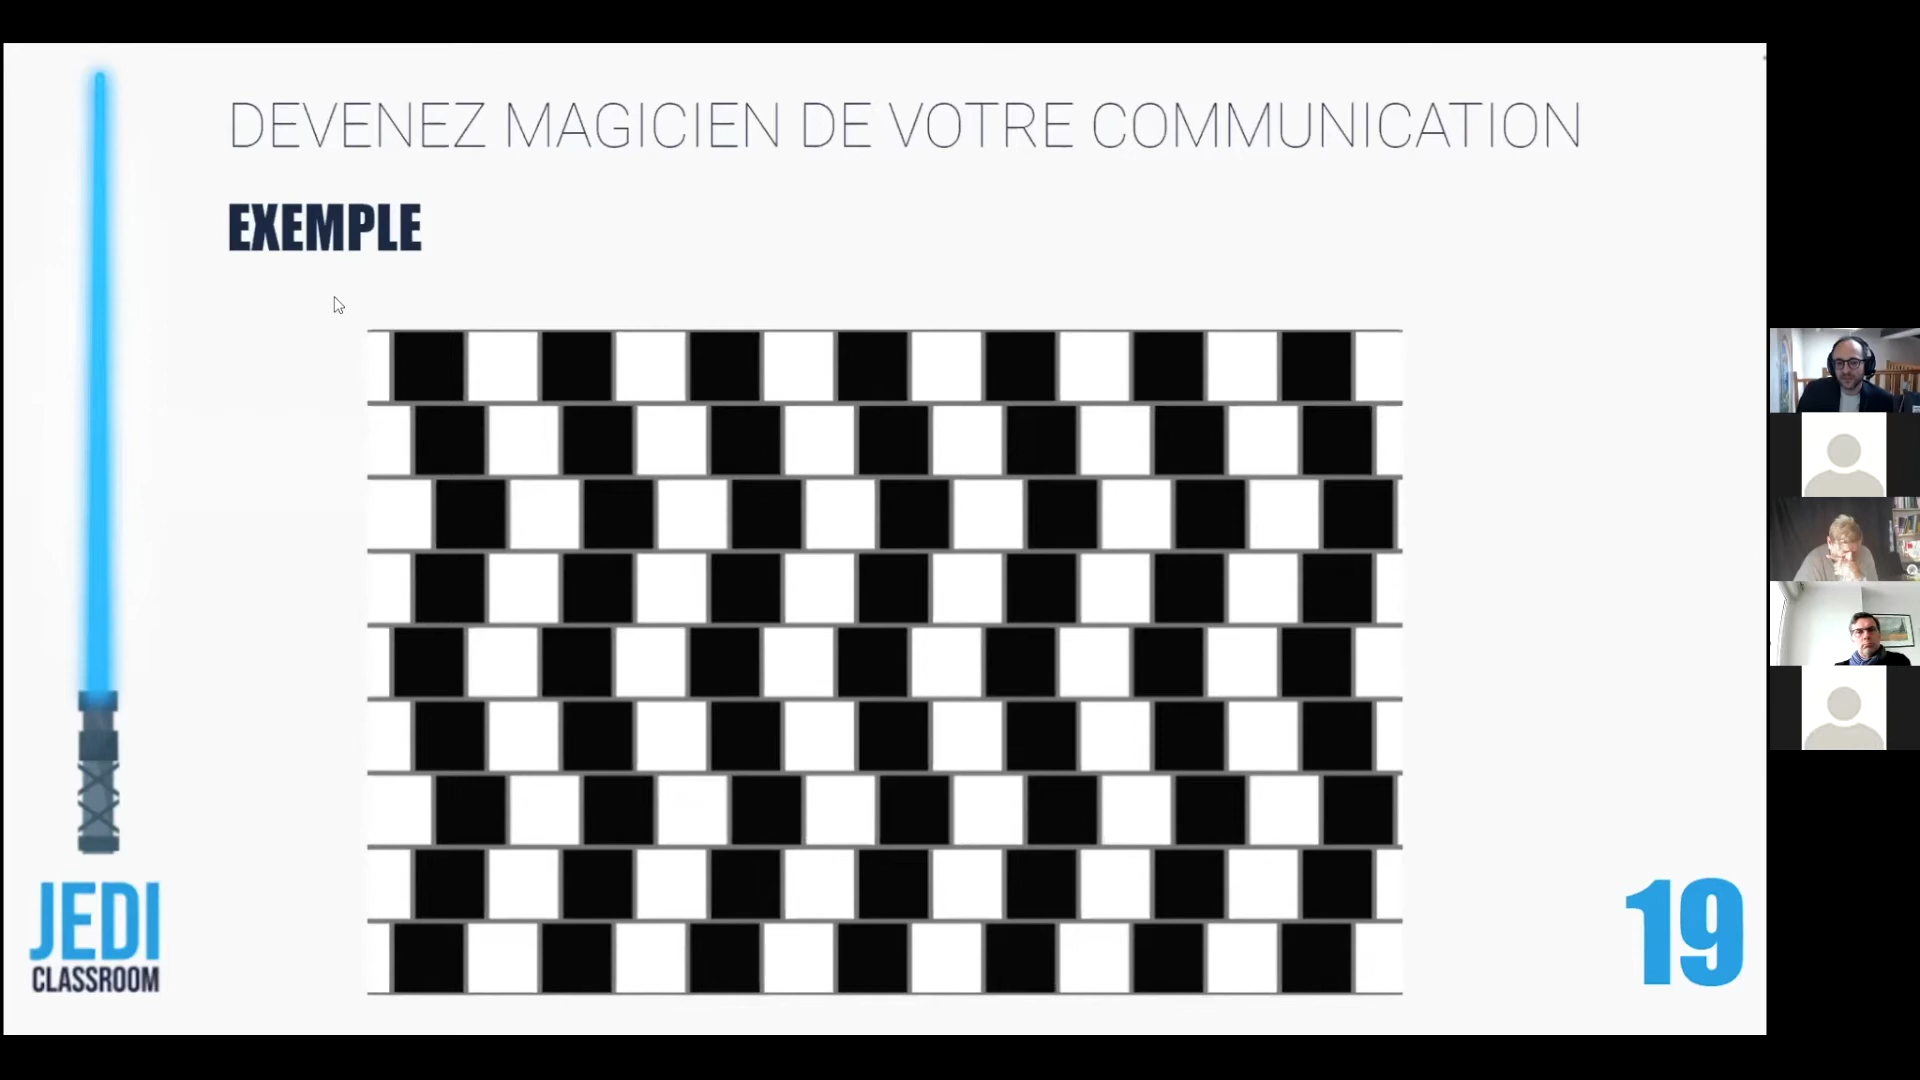 DEVENEZ MAGICIEN DE VOTRE COMMUNICATION
EXEMPLE
JEDI
CLASSROOM
19